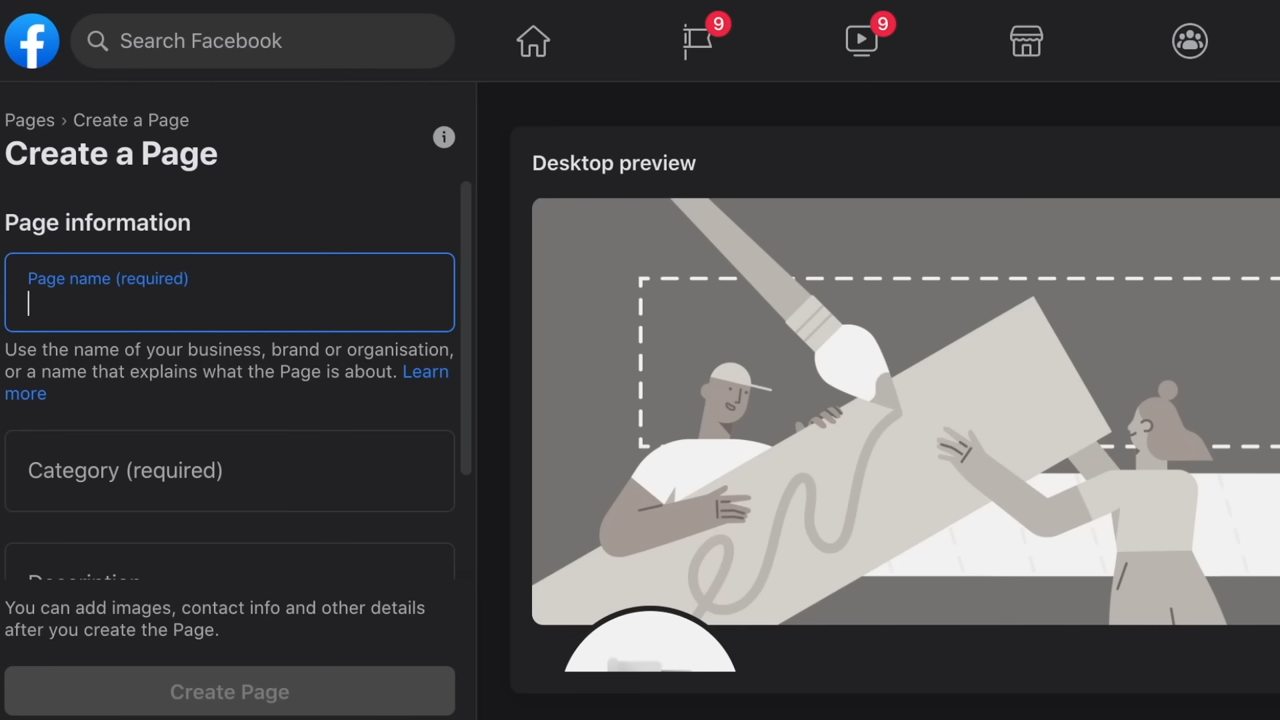 Search Facebook
9
9
Pages › Create a Page
Create a Page
Page information
Page name (required)
Use the name of your business, brand or organisation,
or a name that explains what the Page is about. Learn
more
Category (required)
Description
You can add images, contact info and other details
after you create the Page.
Create Page
Desktop preview